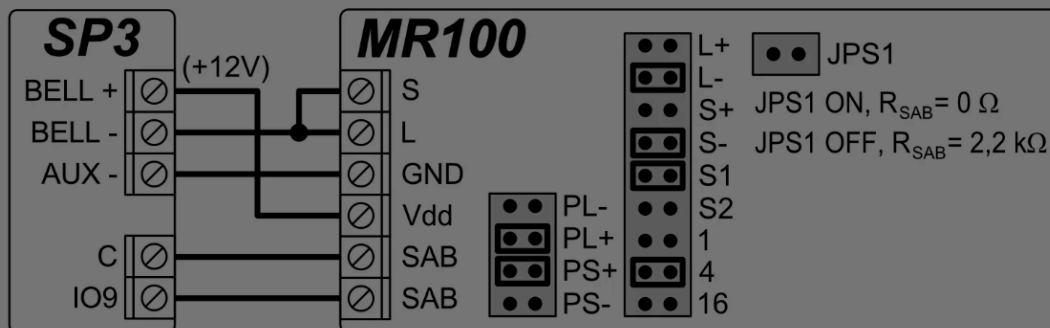 SP3
BELL +
BELL -
AUX -
C
IO9
(+12V)
MR100
S
L
GND
Vdd
SAB
SAB
PL-
PL+
PS+
PS-
L+
L-
S+
S-
S1
S2
1
4
16
JPS1
JPS1 ON, RSAB= 0 Ω
JPS1 OFF, RSAB= 2,2 kΩ